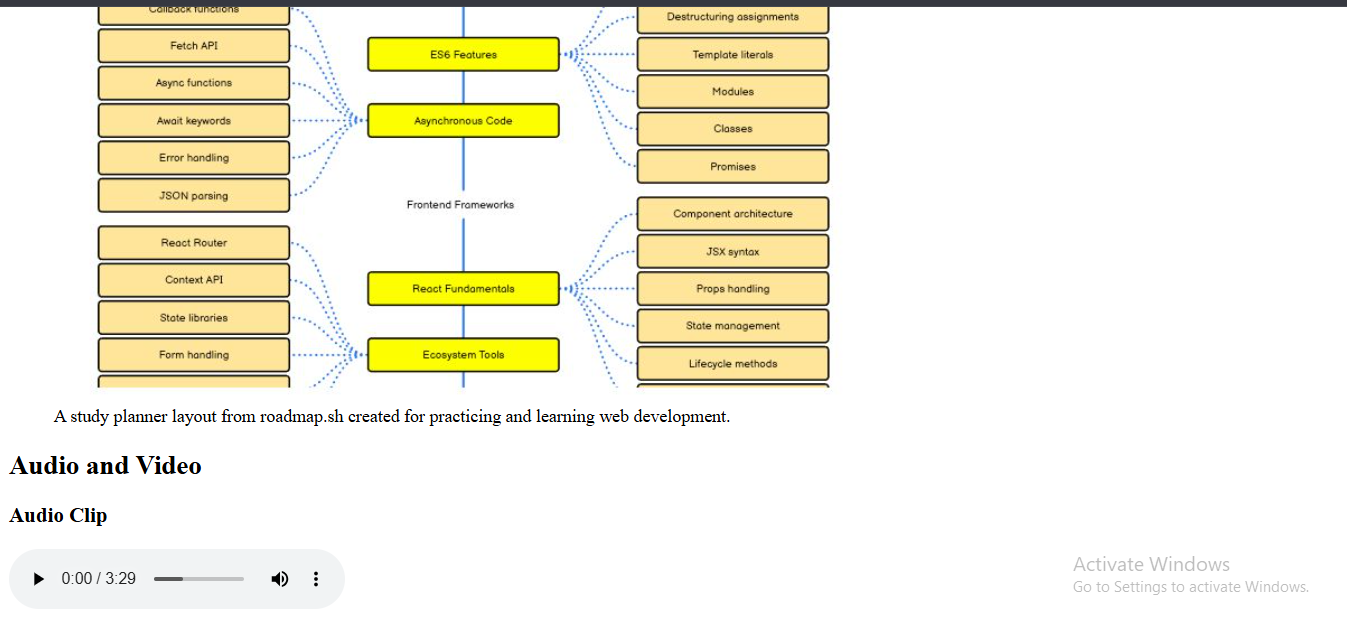 Callback functions
Fetch API
Async functions
Await keywords
Error handling
JSON parsing
React Router
Context API
State libraries
Form handling
ES6 Features
Asynchronous Code
Frontend Frameworks
React Fundamentals
Ecosystem Tools
Destructuring assignments
Template literals
Modules
Classes
Promises
Component architecture
JSX syntax
Props handling
State management
Lifecycle methods
A study planner layout from roadmap.sh created for practicing and learning web development.
Audio and Video
Audio Clip
0:00 / 3:29
Activate Windows
Go to Settings to activate Windows.